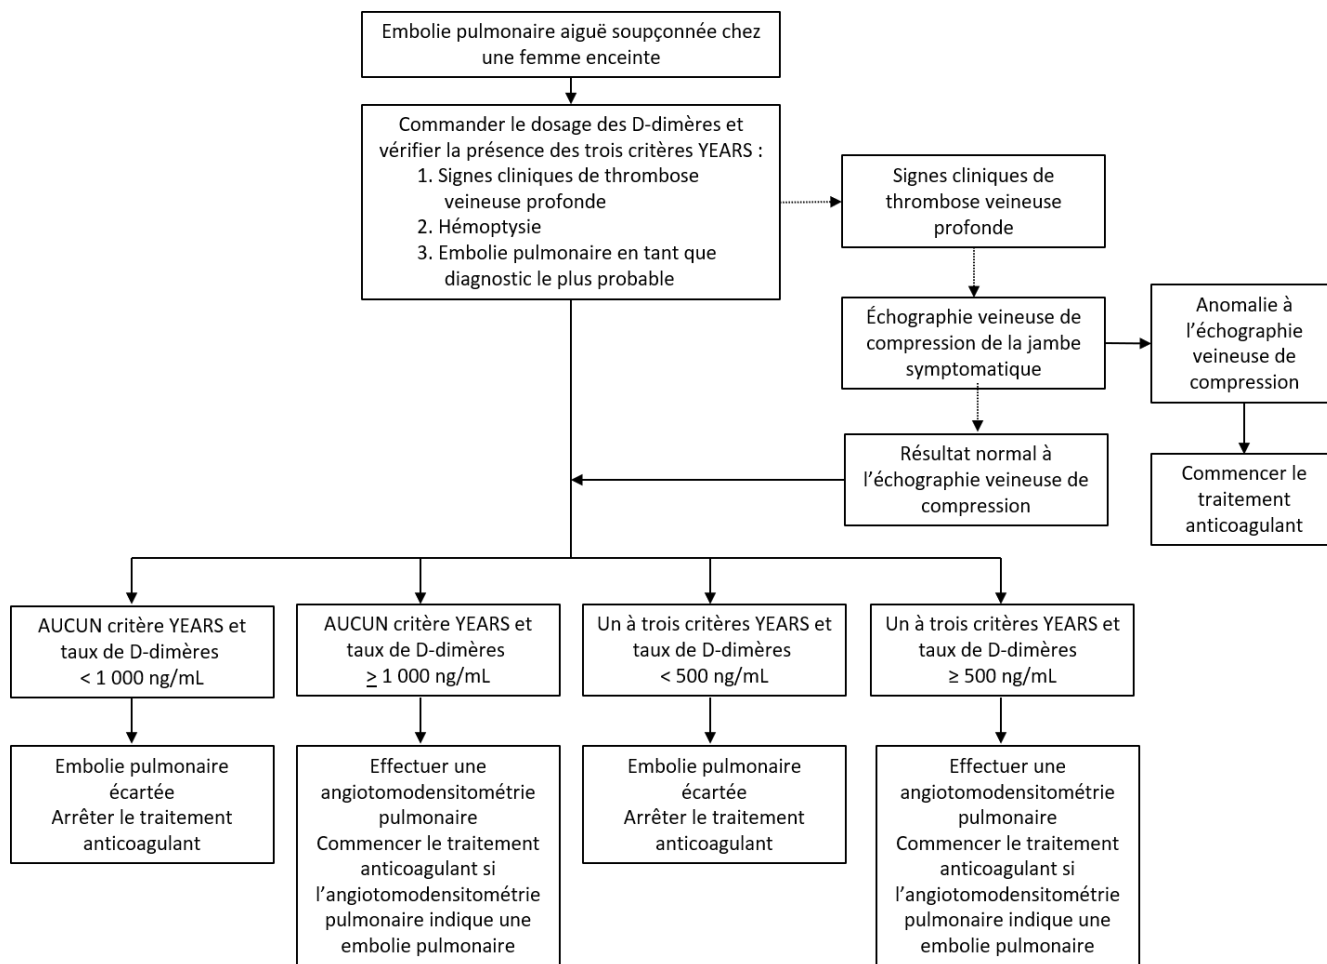 Embolie pulmonaire aiguë soupçonnée chez
une femme enceinte
Commander le dosage des D-dimères et
vérifier la présence des trois critères YEARS :
1. Signes cliniques de thrombose
veineuse profonde
2. Hémoptysie
3. Embolie pulmonaire en tant que
diagnostic le plus probable
Signes cliniques de
thrombose veineuse
profonde
Échographie veineuse de
compression de la jambe
symptomatique
Anomalie à
l’échographie
veineuse de
compression
Résultat normal à
l’échographie veineuse de
compression
Commencer le
traitement
anticoagulant
AUCUN critère YEARS et
taux de D-dimères
< 1 000 ng/mL
AUCUN critère YEARS et
taux de D-dimères
≥ 1 000 ng/mL
Un à trois critères YEARS et
taux de D-dimères
< 500 ng/mL
Un à trois critères YEARS et
taux de D-dimères
≥ 500 ng/mL
Embolie pulmonaire
écartée
Arrêter le traitement
anticoagulant
Effectuer une
angiotomodensitométrie
pulmonaire
Commencer le traitement
anticoagulant si
l’angiotomodensitométrie
pulmonaire indique une
embolie pulmonaire
Embolie pulmonaire
écartée
Arrêter le traitement
anticoagulant
Effectuer une
angiotomodensitométrie
pulmonaire
Commencer le traitement
anticoagulant si
l’angiotomodensitométrie
pulmonaire indique une
embolie pulmonaire